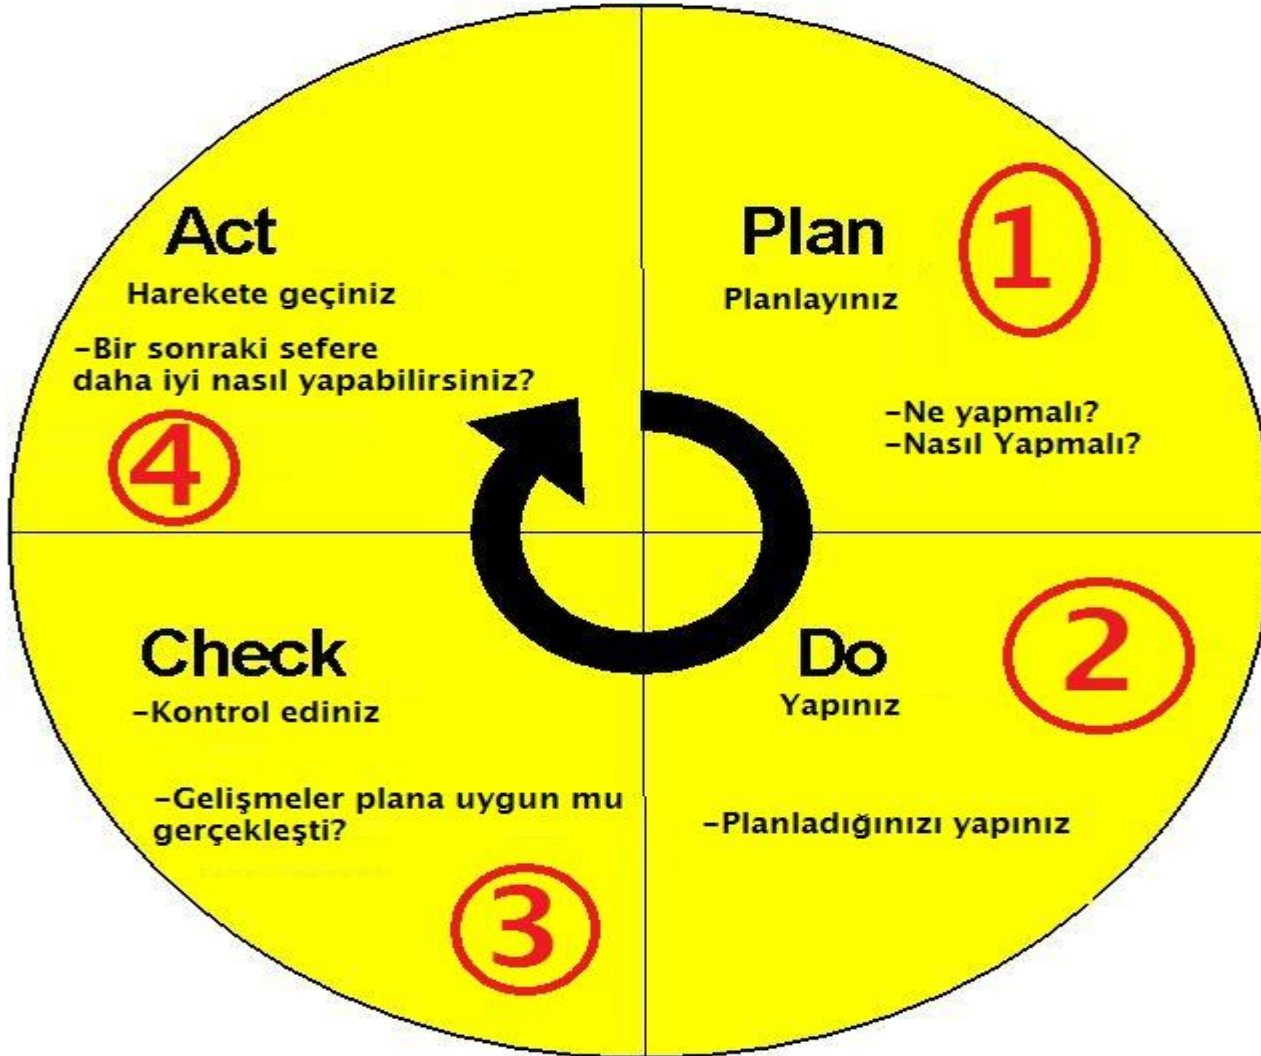 Plan
1
Planlayınız
-Ne yapmalı?
-Nasıl Yapmalı?
Do
2
Yapınız
-Planladığınızı yapınız
Check
-Kontrol ediniz
-Gelişmeler plana uygun mu
gerçekleşti?
3
Act
Harekete geçiniz
-Bir sonraki sefere
daha iyi nasıl yapabilirsiniz?
4